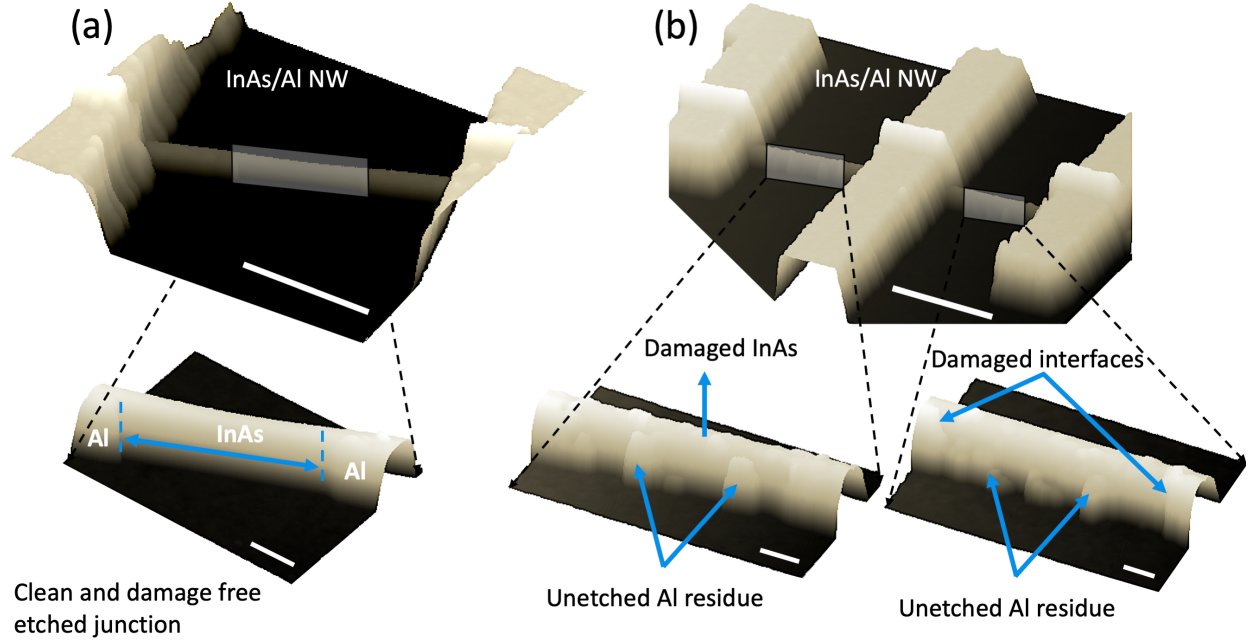 (a)
InAs/Al NW
Al
InAs
Al
Clean and damage free
etched junction
(b)
InAs/Al NW
Damaged InAs
Unetched Al residue
Damaged interfaces
Unetched Al residue